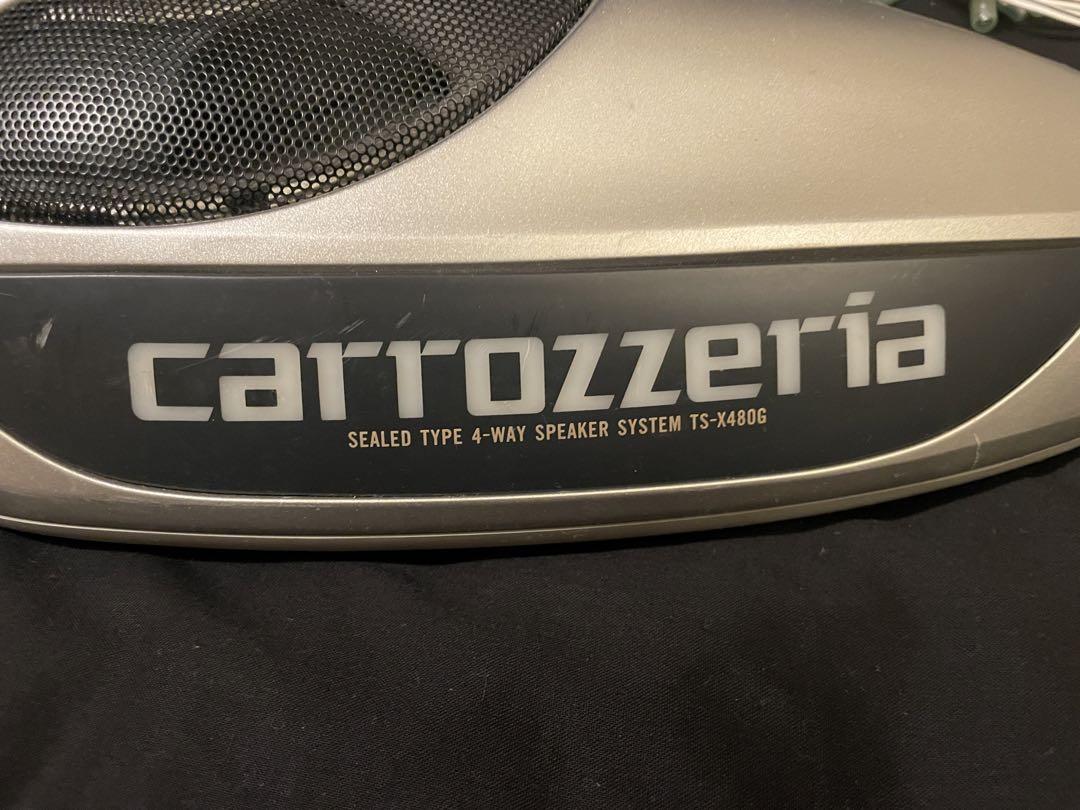 carrozzeria
SEALED TYPE 4-WAY SPEAKER SYSTEM TS-X480G